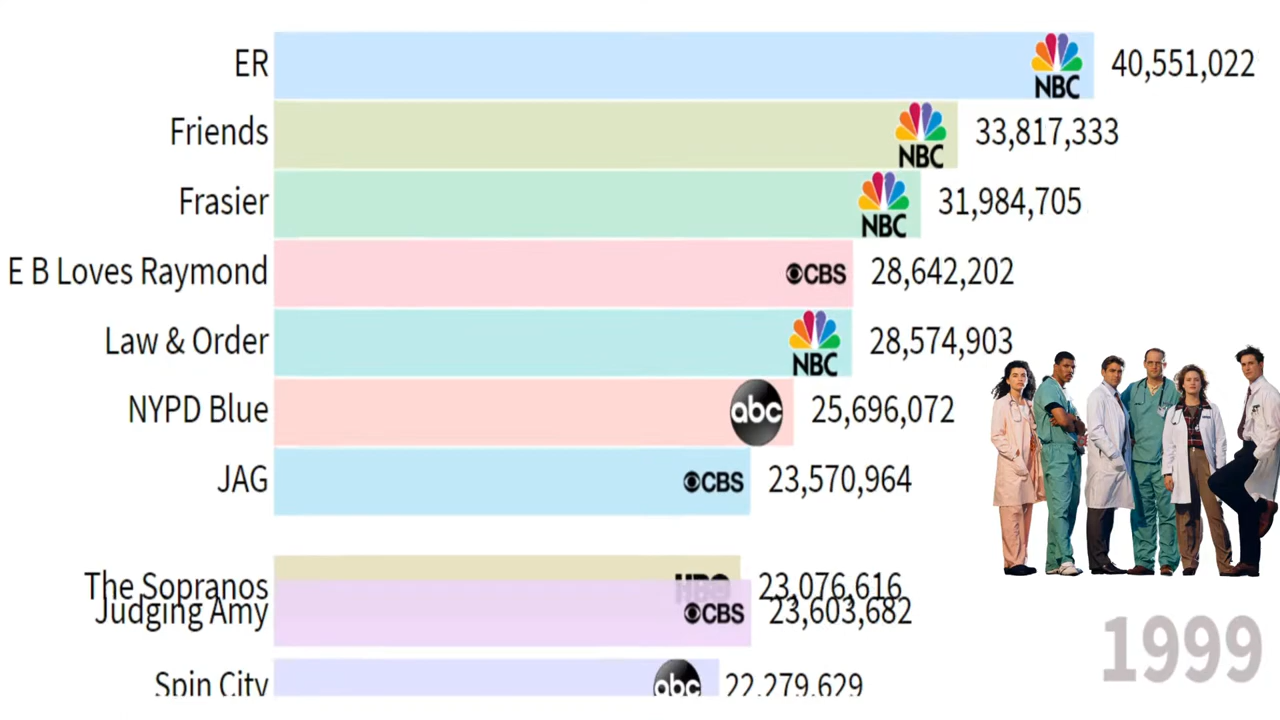 ER NBC 40,551,022
Friends NBC 33,817,333
Frasier NBC 31,984,705
E B Loves Raymond CBS 28,642,202
Law & Order NBC 28,574,903
NYPD Blue abc 25,696,072
JAG CBS 23,570,964
The Sopranos HBO 23,076,616
Judging Amy CBS 23,603,682
Spin City abc 22,279,629
1999